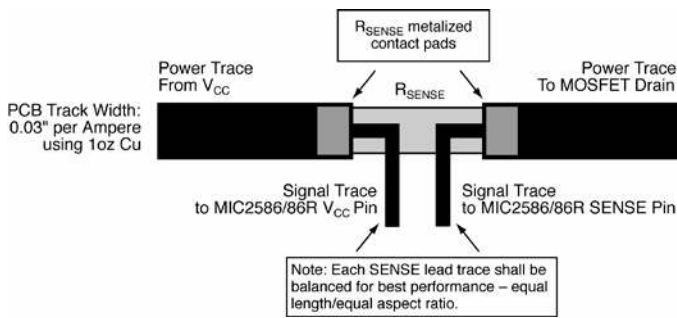 R_SENSE metalized
contact pads
Power Trace
From V_CC
Power Trace
To MOSFET Drain
R_SENSE
PCB Track Width:
0.03" per Ampere
using 1oz Cu
Signal Trace
to MIC2586/86R V_CC Pin
Signal Trace
to MIC2586/86R SENSE Pin
Note: Each SENSE lead trace shall be
balanced for best performance – equal
length/equal aspect ratio.